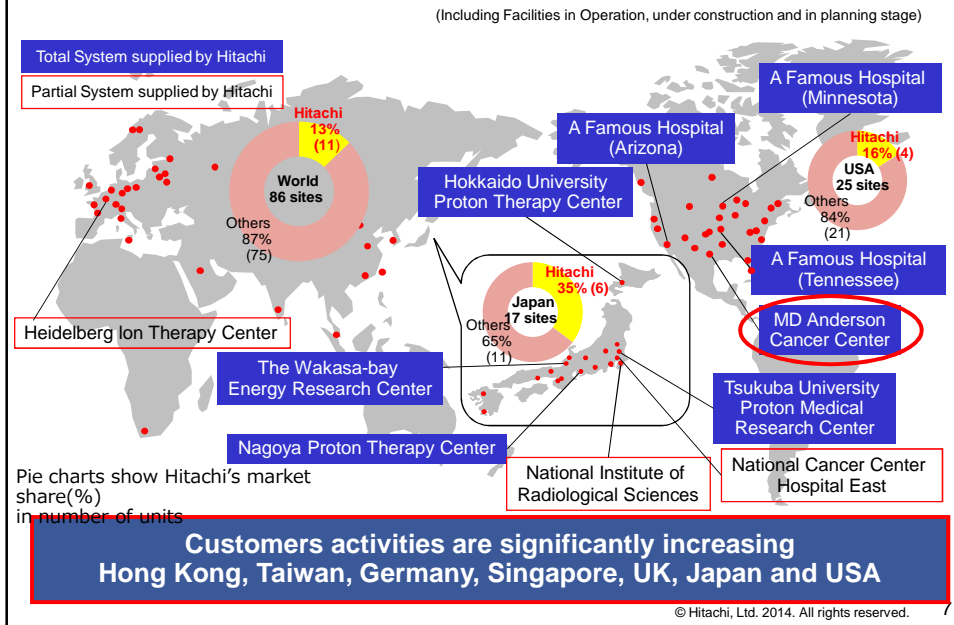 (Including Facilities in Operation, under construction and in planning stage)
Total System supplied by Hitachi
Partial System supplied by Hitachi
Hitachi
13%
(11)
World
86 sites
Others
87%
(75)
A Famous Hospital
(Minnesota)
A Famous Hospital
(Arizona)
Hitachi
16% (4)
USA
25 sites
Others
84%
(21)
Hokkaido University
Proton Therapy Center
A Famous Hospital
(Tennessee)
Hitachi
35% (6)
Japan
17 sites
Others
65%
(11)
MD Anderson
Cancer Center
Heidelberg Ion Therapy Center
The Wakasa-bay
Energy Research Center
Tsukuba University
Proton Medical
Research Center
Nagoya Proton Therapy Center
National Institute of
Radiological Sciences
National Cancer Center
Hospital East
Pie charts show Hitachi's market
share(%)
in number of units
Customers activities are significantly increasing
Hong Kong, Taiwan, Germany, Singapore, UK, Japan and USA
© Hitachi, Ltd. 2014. All rights reserved.
7